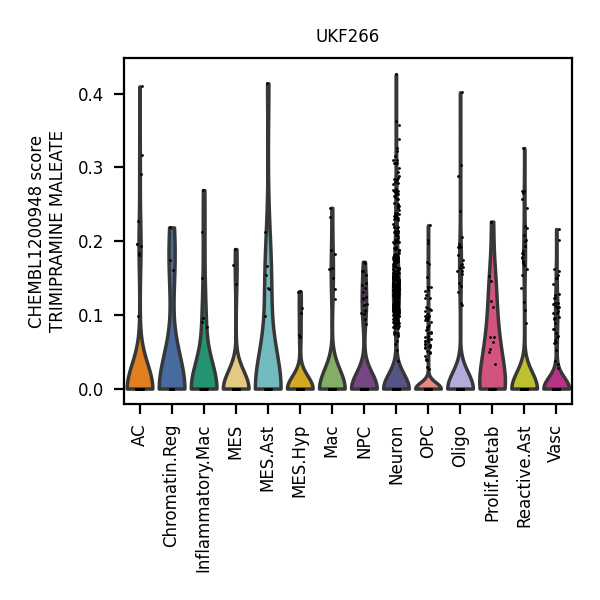 UKF266
CHEMBL1200948 score
TRIMIPRAMINE MALEATE
0.4
0.3
0.2
0.1
0.0
AC
Chromatin.Reg
Inflammatory.Mac
MES
MES.Ast
MES.Hyp
Mac
NPC
Neuron
OPC
Oligo
Prolif.Metab
Reactive.Ast
Vasc